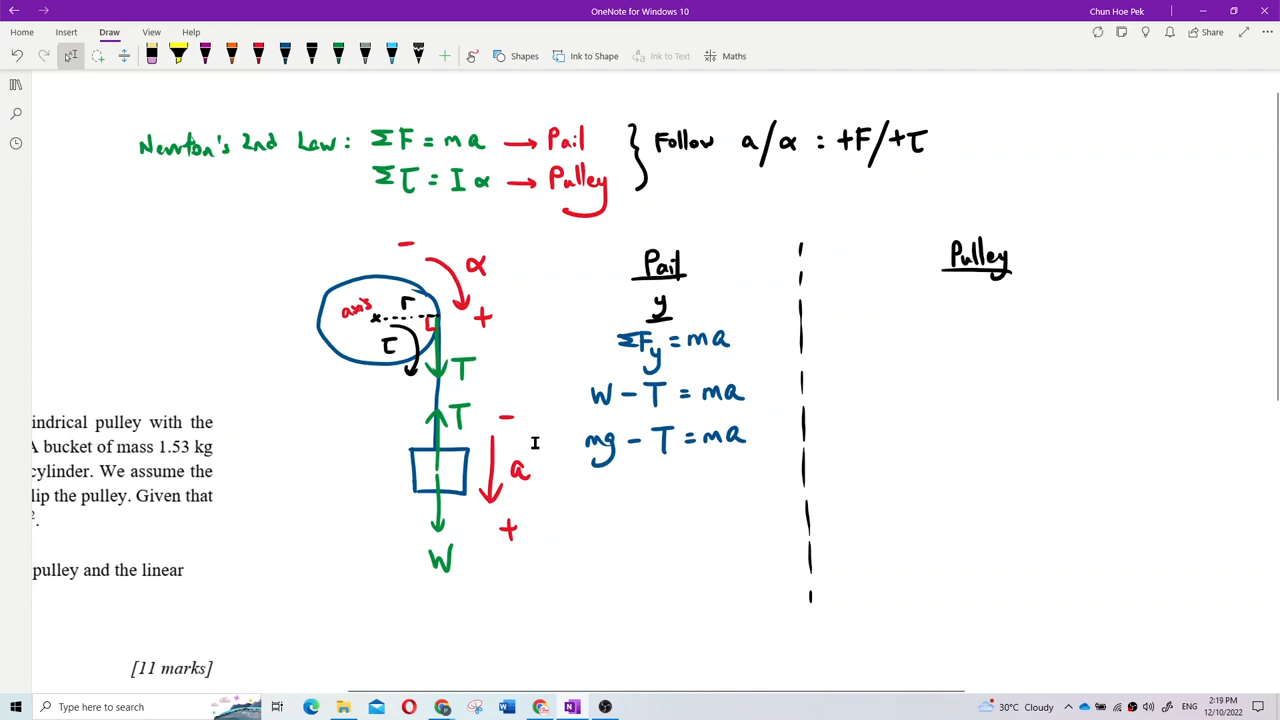 OneNote for Windows 10
Chun Hoe Pek
Home Insert Draw View Help
Shapes
Shapes Ink to Shape Ink to Text Maths
Newton's 2nd Law: ΣF = ma → Pail
Στ = Iα → Pulley
Follow a/α : +F/+τ
- α +
axis r
τ
T
T
-
a
+
W
Pail
y
ΣFy = ma
W - T = ma
mg - T = ma
Pulley
indrical pulley with the
A bucket of mass 1.53 kg
cylinder. We assume the
lip the pulley. Given that
2.
pulley and the linear
[11 marks]
Type here to search
30°C Cloudy
ENG
2:19 PM
12/10/2022